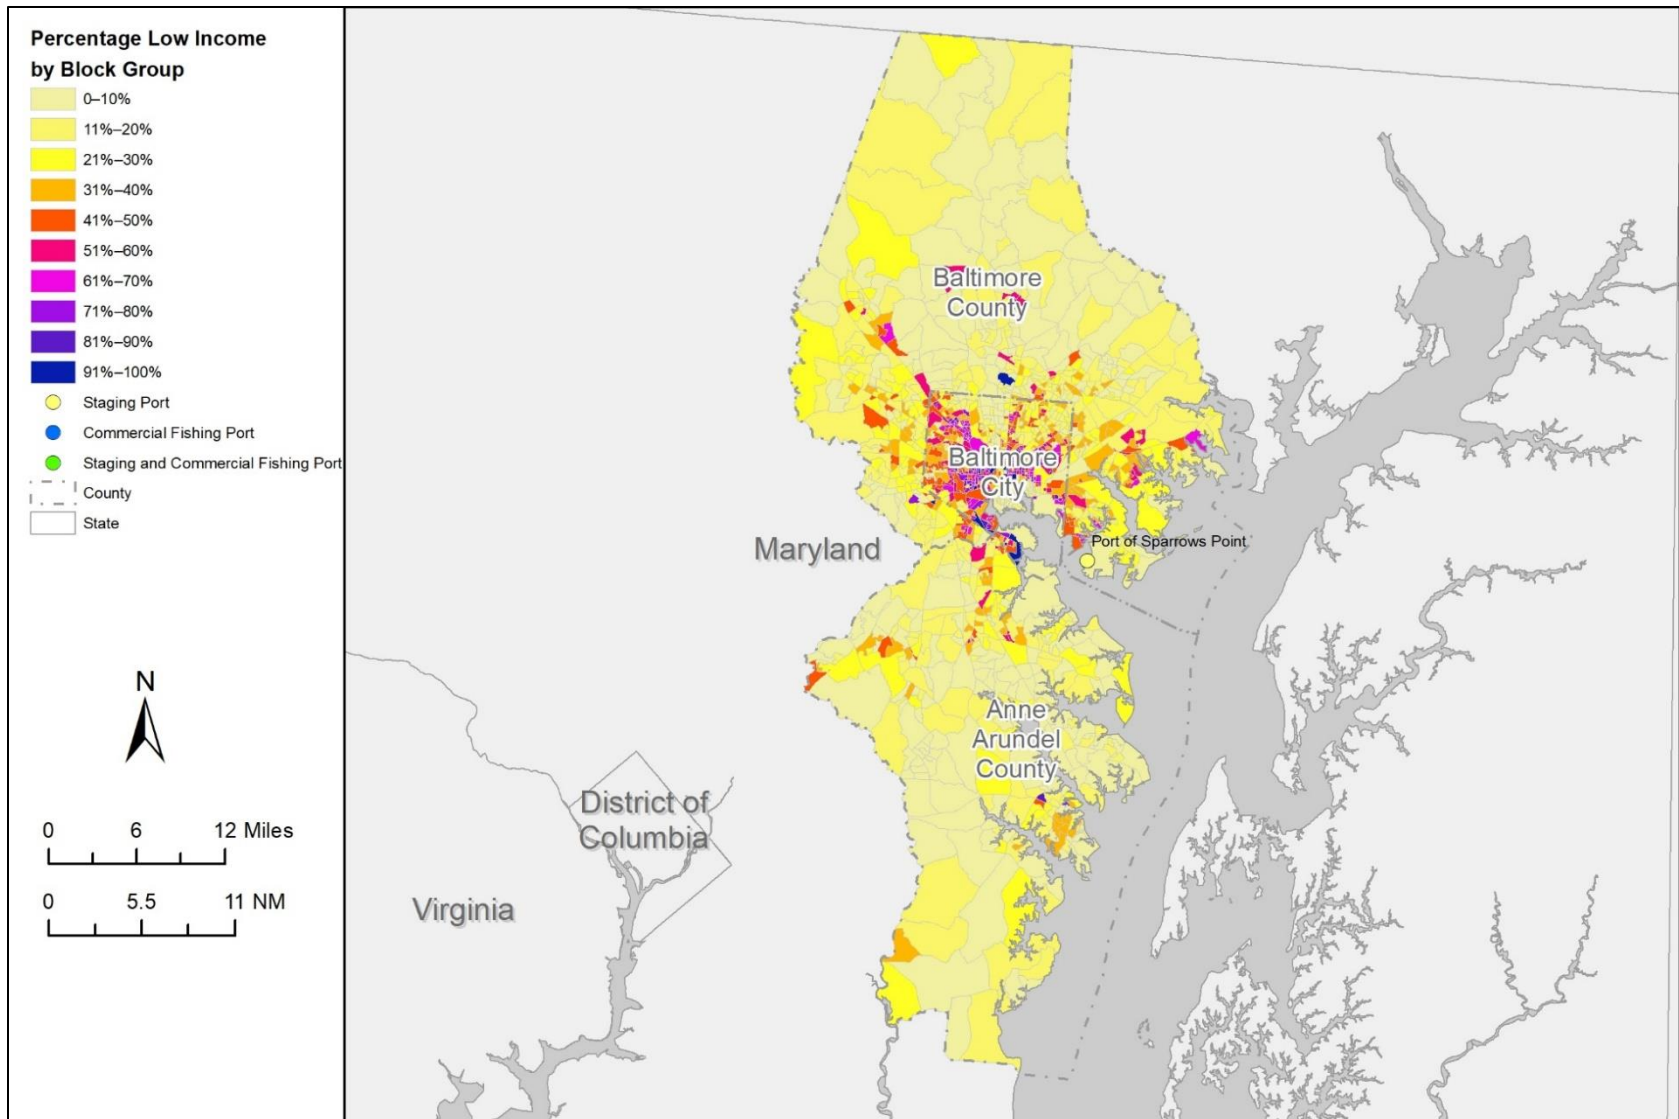 Percentage Low Income
by Block Group
0–10%
11%–20%
21%–30%
31%–40%
41%–50%
51%–60%
61%–70%
71%–80%
81%–90%
91%–100%
Staging Port
Commercial Fishing Port
Staging and Commercial Fishing Port
County
State
N
0 6 12 Miles
0 5.5 11 NM
Baltimore
County
Baltimore
City
Maryland
Port of Sparrows Point
Anne
Arundel
County
District of
Columbia
Virginia